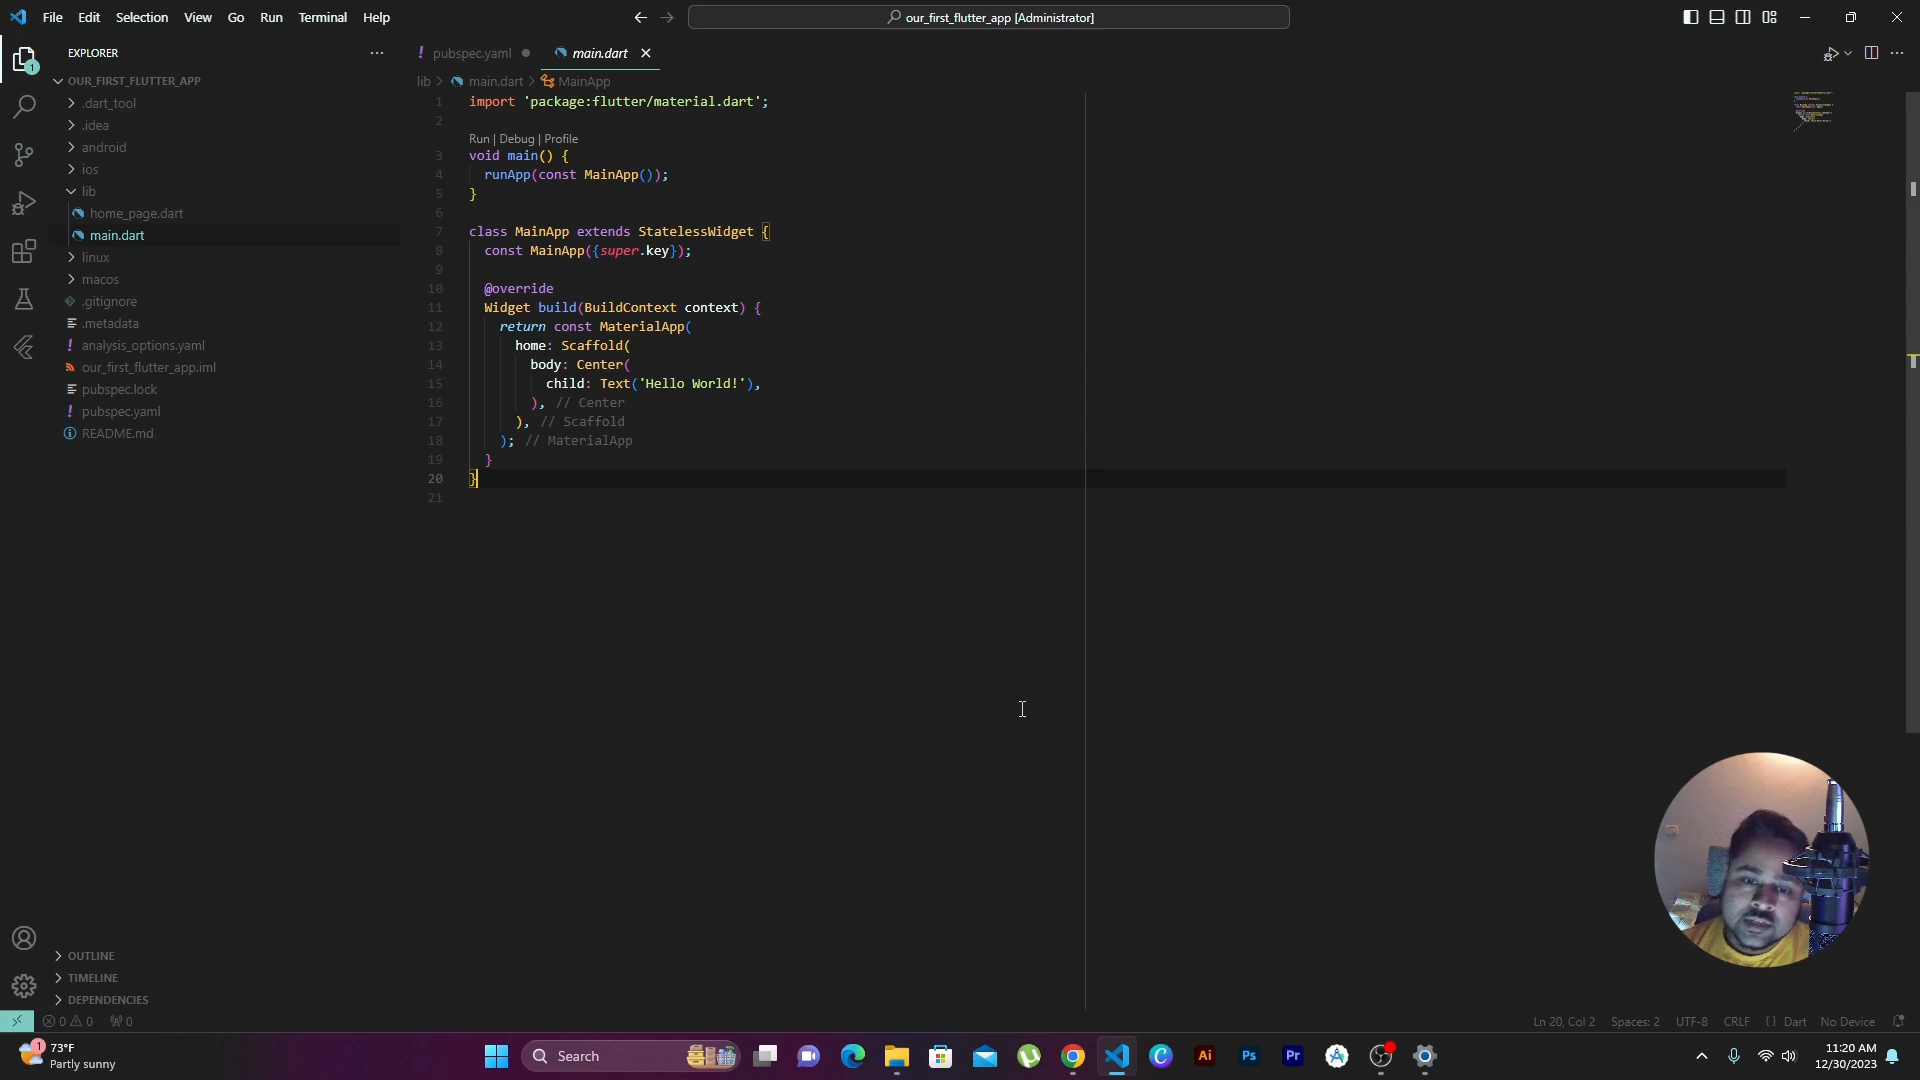 File Edit Selection View Go Run Terminal Help
our_first_flutter_app [Administrator]
EXPLORER
OUR_FIRST_FLUTTER_APP
.dart_tool
.idea
android
ios
lib
home_page.dart
main.dart
linux
macos
.gitignore
.metadata
analysis_options.yaml
our_first_flutter_app.iml
pubspec.lock
pubspec.yaml
README.md
OUTLINE
TIMELINE
DEPENDENCIES
! pubspec.yaml main.dart
lib > main.dart > MainApp
1 import 'package:flutter/material.dart';
2
Run | Debug | Profile
3 void main() {
4 runApp(const MainApp());
5 }
6
7 class MainApp extends StatelessWidget {
8 const MainApp({super.key});
9
10 @override
11 Widget build(BuildContext context) {
12 return const MaterialApp(
13 home: Scaffold(
14 body: Center(
15 child: Text('Hello World!'),
16 ), // Center
17 ), // Scaffold
18 ); // MaterialApp
19 }
20 }
21
0 0 0
Ln 20, Col 2 Spaces: 2 UTF-8 CRLF {} Dart No Device
1
73°F
Partly sunny
Search
Ai Ps Pr
11:20 AM
12/30/2023